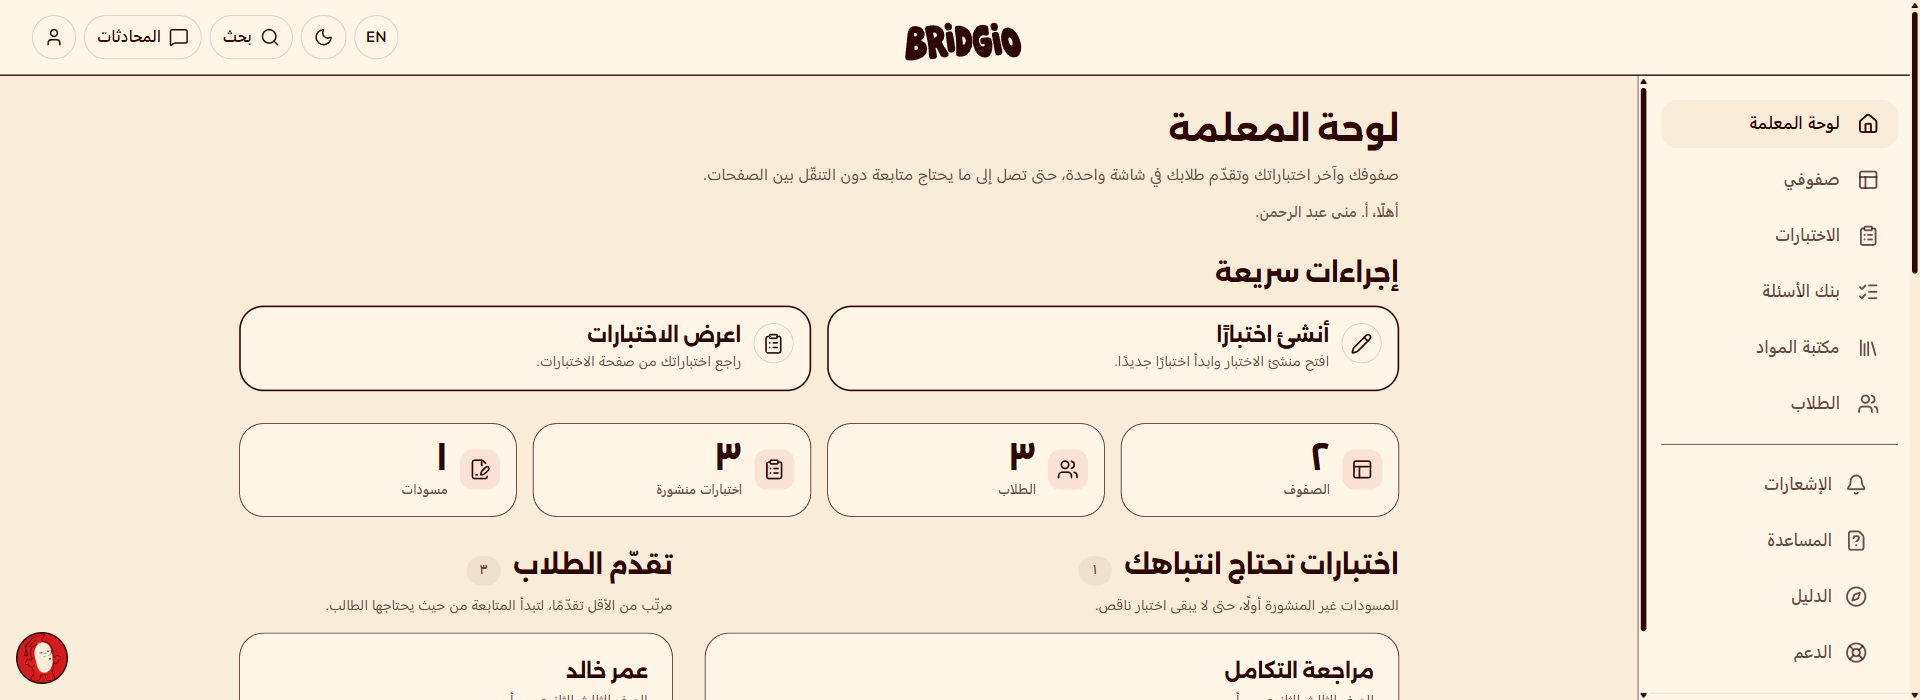 BRiDGiO
EN
بحث
المحادثات
لوحة المعلمة
صفوفي
الاختبارات
بنك الأسئلة
مكتبة المواد
الطلاب
الإشعارات
المساعدة
الدليل
الدعم
لوحة المعلمة
صفوفك وآخر اختباراتك وتقدّم طلابك في شاشة واحدة، حتى تصل إلى ما يحتاج متابعة دون التنقّل بين الصفحات.
أهلًا، أ. منى عبد الرحمن.
إجراءات سريعة
أنشئ اختبارًا
افتح منشئ الاختبار وابدأ اختبارًا جديدًا.
اعرض الاختبارات
راجع اختباراتك من صفحة الاختبارات.
٢
الصفوف
٣
الطلاب
٣
اختبارات منشورة
١
مسودات
اختبارات تحتاج انتباهك ١
المسودات غير المنشورة أولًا، حتى لا يبقى اختبار ناقص.
مراجعة التكامل
تقدّم الطلاب ٣
مرتّب من الأقل تقدّمًا، لتبدأ المتابعة من حيث يحتاجها الطالب.
عمر خالد